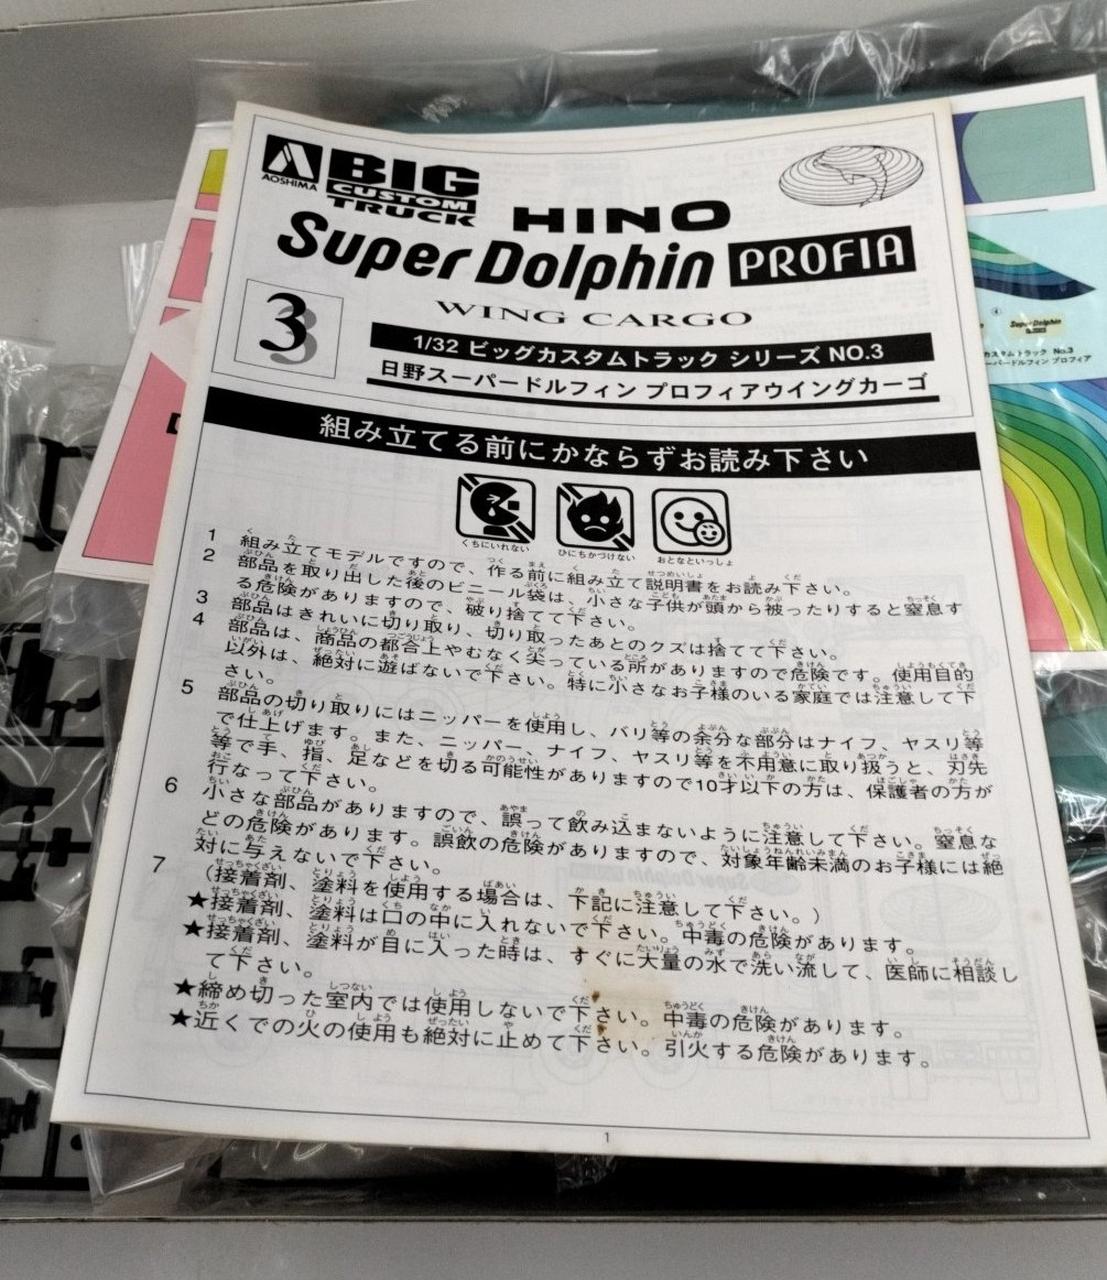 AOSHIMA
BIG
CUSTOM
TRUCK
HINO
Super Dolphin PROFIA
WING CARGO
3
1/32 ビッグカスタムトラック シリーズ NO.3
日野スーパードルフィン プロフィアウイングカーゴ
組み立てる前にかならずお読み下さい
くちにいれない
ひにちかづけない
おとなといっしょ
1 組み立てモデルですので、作る前に組み立て説明書をお読み下さい。
2 部品を取り出した後のビニール袋は、小さな子供が頭から被ったりすると窒息す
る危険がありますので、破り捨てて下さい。
3 部品はきれいに切り取り、切り取ったあとのクズは捨てて下さい。
4 部品は、商品の都合上やむなく尖っている所がありますので危険です。使用目的
以外は、絶対に遊ばないで下さい。特に小さなお子様のいる家庭では注意して下
さい。
5 部品の切り取りにはニッパーを使用し、バリ等の余分な部分はナイフ、ヤスリ等
で仕上げます。また、ニッパー、ナイフ、ヤスリ等を不用意に取り扱うと、刃先
等で手、指、足などを切る可能性がありますので10才以下の方は、保護者の方が
行なって下さい。
6 小さな部品がありますので、誤って飲み込まないように注意して下さい。窒息な
どの危険があります。誤飲の危険がありますので、対象年齢未満のお子様には絶
対に与えないで下さい。
7 (接着剤、塗料を使用する場合は、下記に注意して下さい。)
★接着剤、塗料は口の中に入れないで下さい。中毒の危険があります。
★接着剤、塗料が目に入った時は、すぐに大量の水で洗い流して、医師に相談し
て下さい。
★締め切った室内では使用しないで下さい。中毒の危険があります。
★近くでの火の使用も絶対に止めて下さい。引火する危険があります。
1
Super Dolphin
カスタムトラック No.3
ーパードルフィン プロフィア